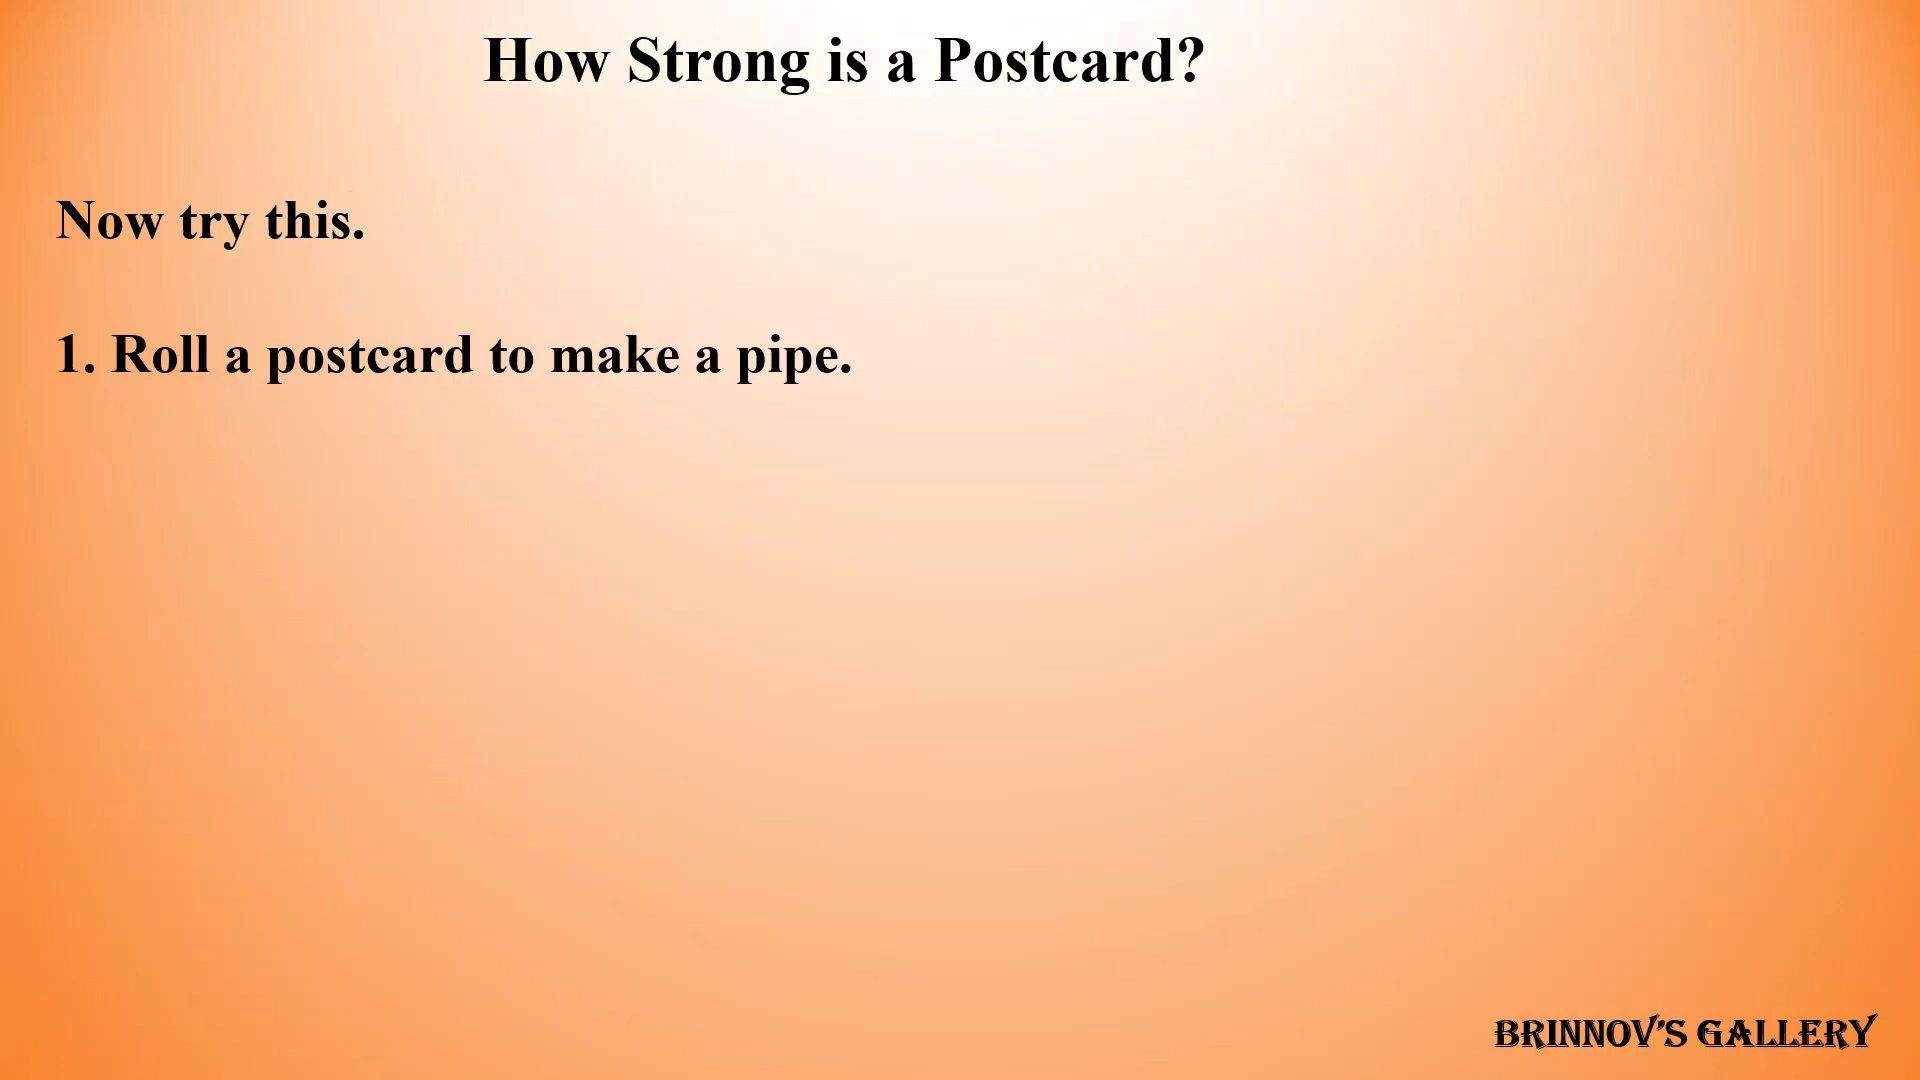 How Strong is a Postcard?
Now try this.
1. Roll a postcard to make a pipe.
BRINNOV'S GALLERY